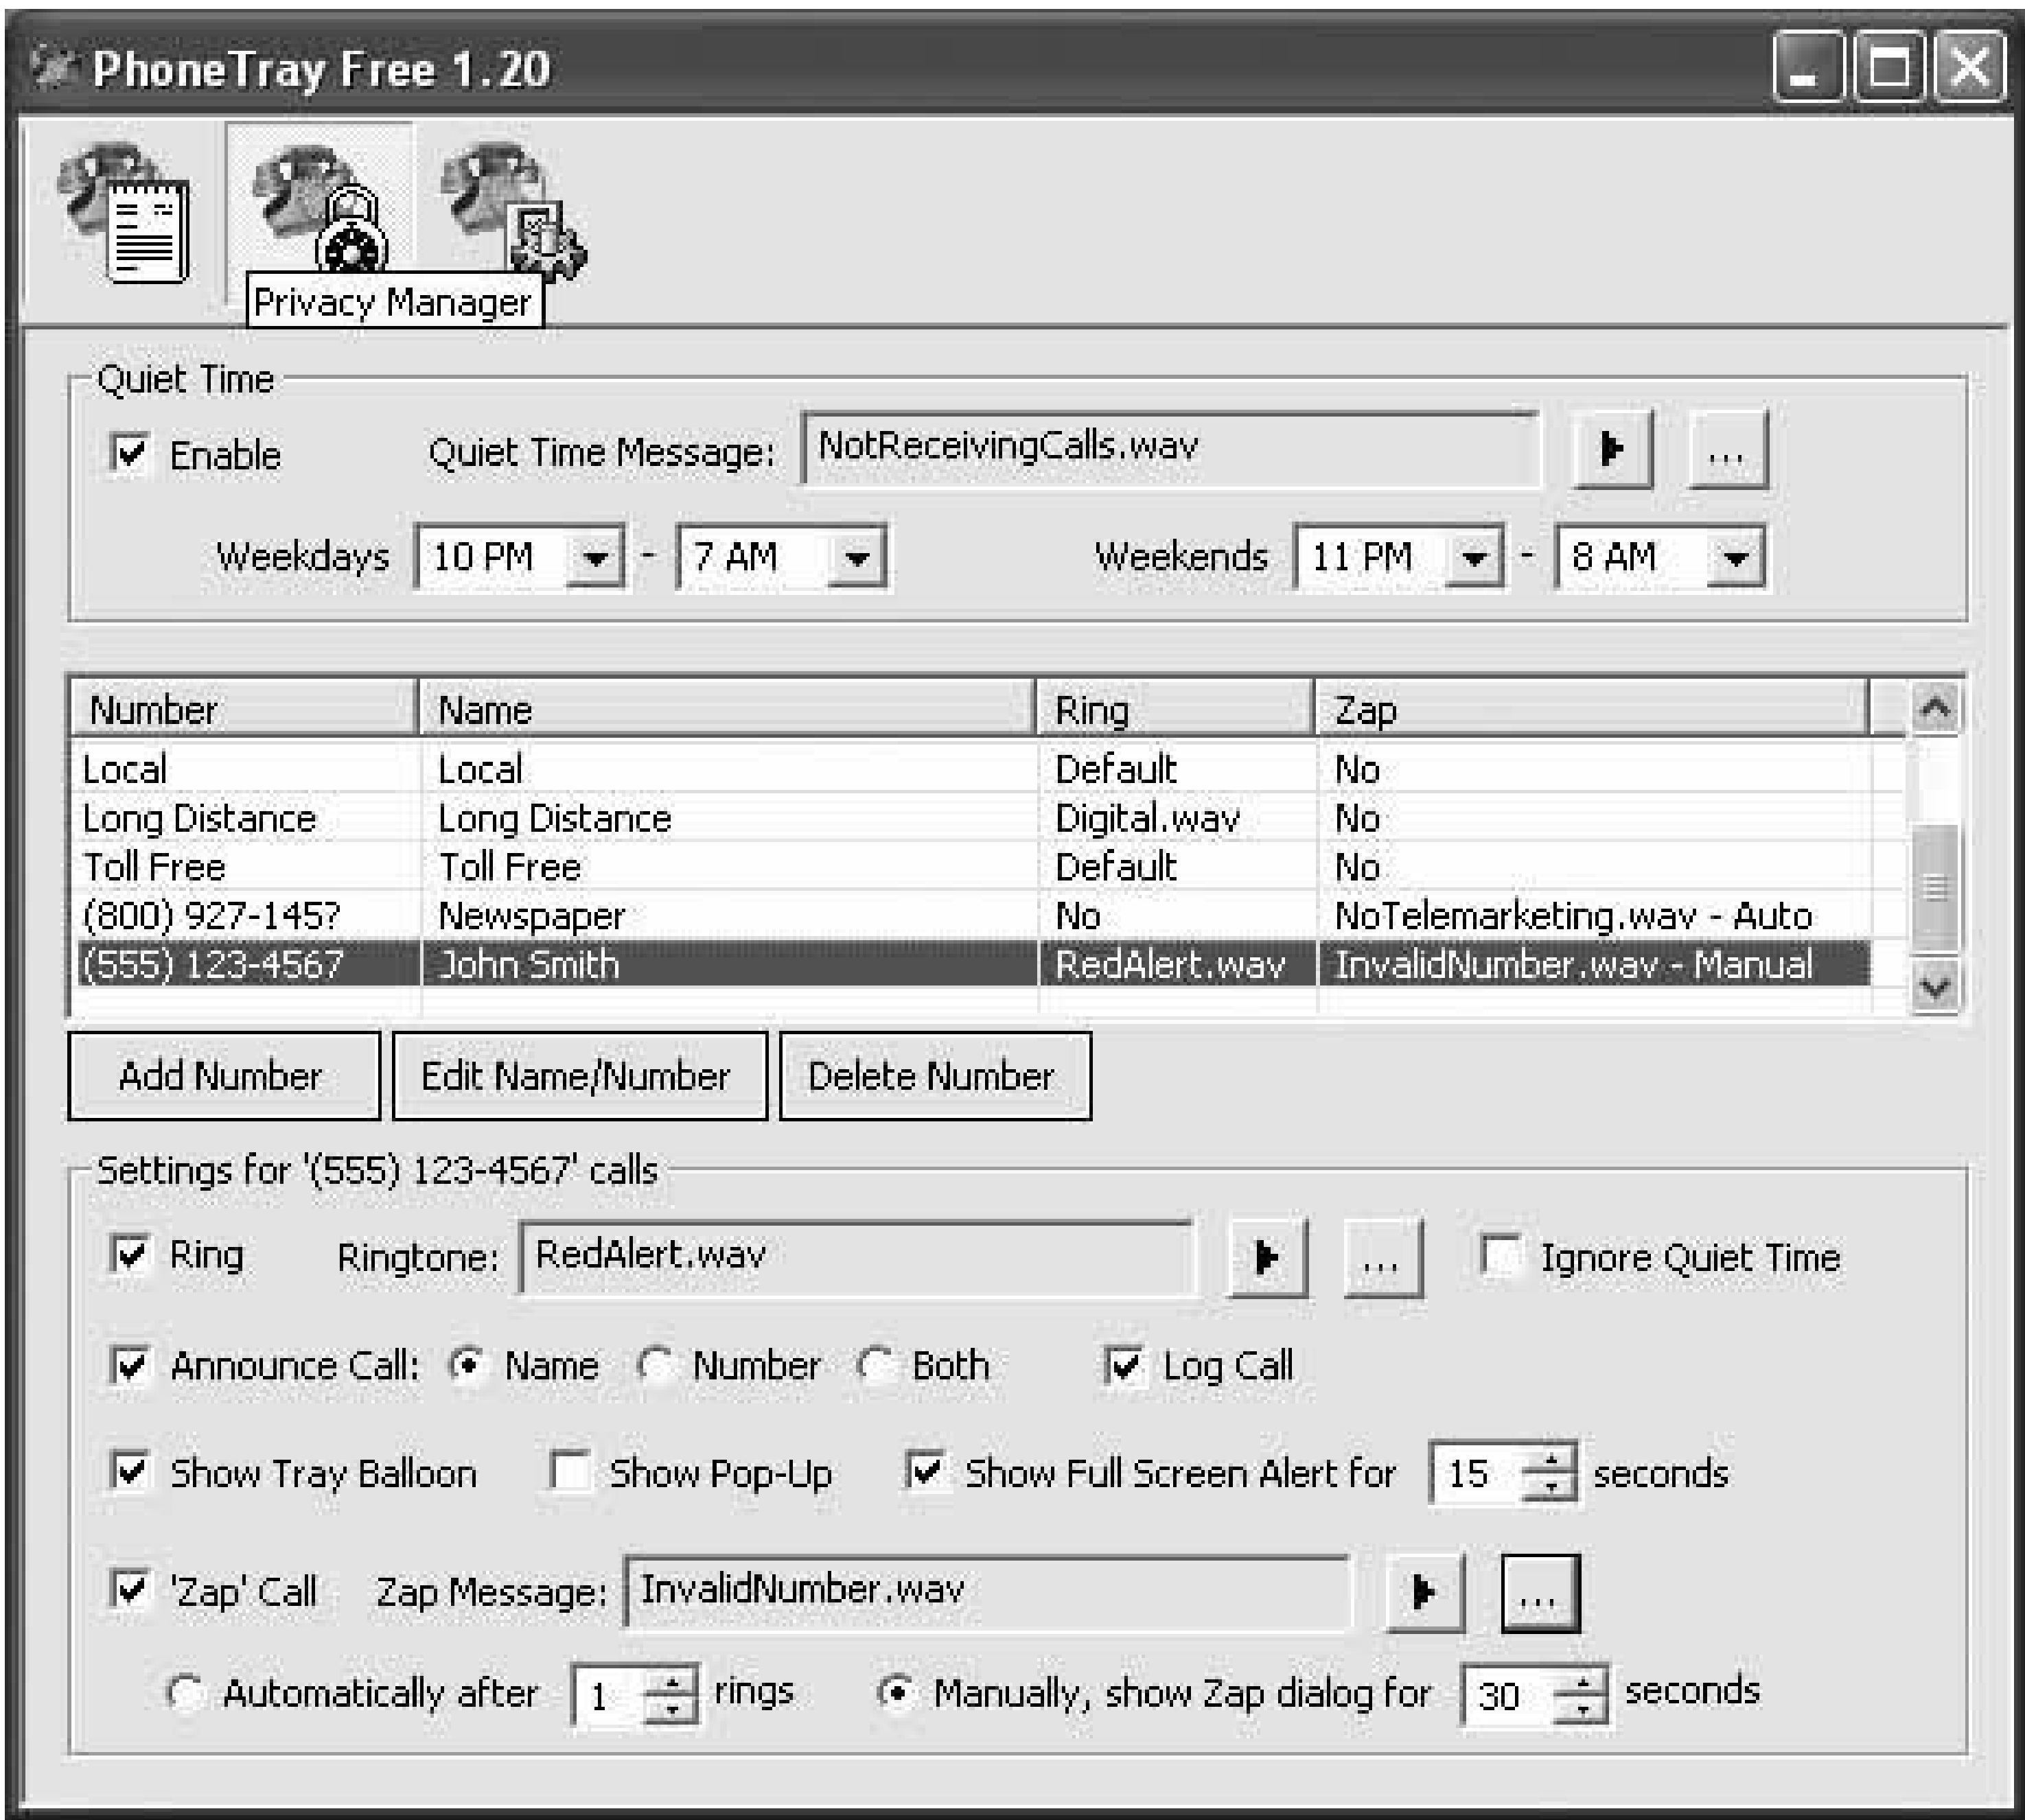 PhoneTray Free 1.20
Privacy Manager
Quiet Time
Enable Quiet Time Message: NotReceivingCalls.wav ...
Weekdays 10 PM - 7 AM Weekends 11 PM - 8 AM
Number Name Ring Zap
Local Local Default No
Long Distance Long Distance Digital.wav No
Toll Free Toll Free Default No
(800) 927-145? Newspaper No NoTelemarketing.wav - Auto
(555) 123-4567 John Smith RedAlert.wav InvalidNumber.wav - Manual
Add Number Edit Name/Number Delete Number
Settings for '(555) 123-4567' calls
Ring Ringtone: RedAlert.wav ... Ignore Quiet Time
Announce Call: Name Number Both Log Call
Show Tray Balloon Show Pop-Up Show Full Screen Alert for 15 seconds
'Zap' Call Zap Message: InvalidNumber.wav ...
Automatically after 1 rings Manually, show Zap dialog for 30 seconds